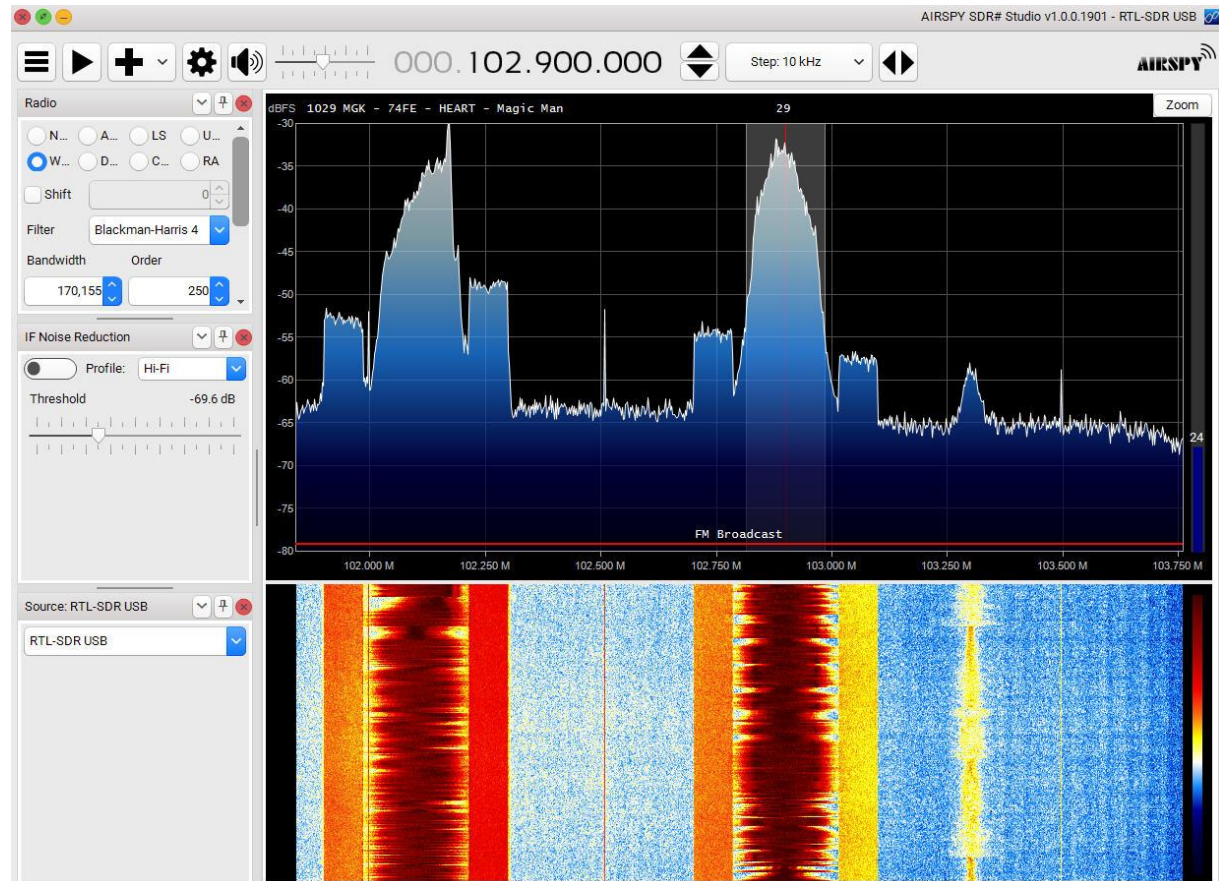 AIRSPY SDR# Studio v1.0.0.1901 - RTL-SDR USB
000.102.900.000
Step: 10 kHz
AIRSPY
Radio
N... A... LS U...
W... D... C... RA
Shift 0
Filter Blackman-Harris 4
Bandwidth Order
170,155 250
IF Noise Reduction
Profile: Hi-Fi
Threshold -69.6 dB
Source: RTL-SDR USB
RTL-SDR USB
dBFS 1029 MGK - 74FE - HEART - Magic Man 29
Zoom
-30
-35
-40
-45
-50
-55
-60
-65
-70
-75
-80
24
FM Broadcast
102.000 M 102.250 M 102.500 M 102.750 M 103.000 M 103.250 M 103.500 M 103.750 M